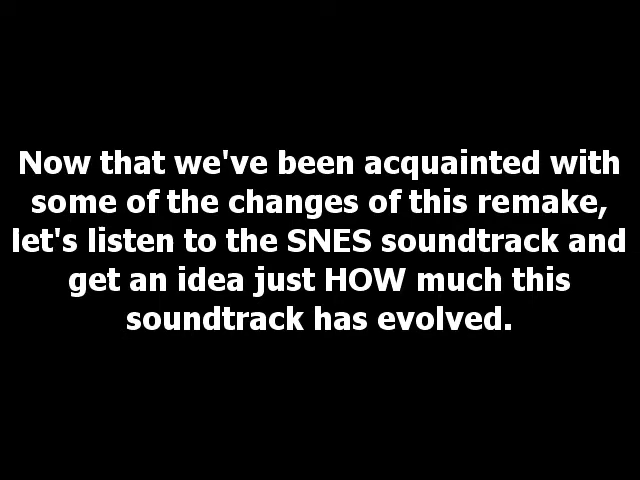 Now that we've been acquainted with
some of the changes of this remake,
let's listen to the SNES soundtrack and
get an idea just HOW much this
soundtrack has evolved.